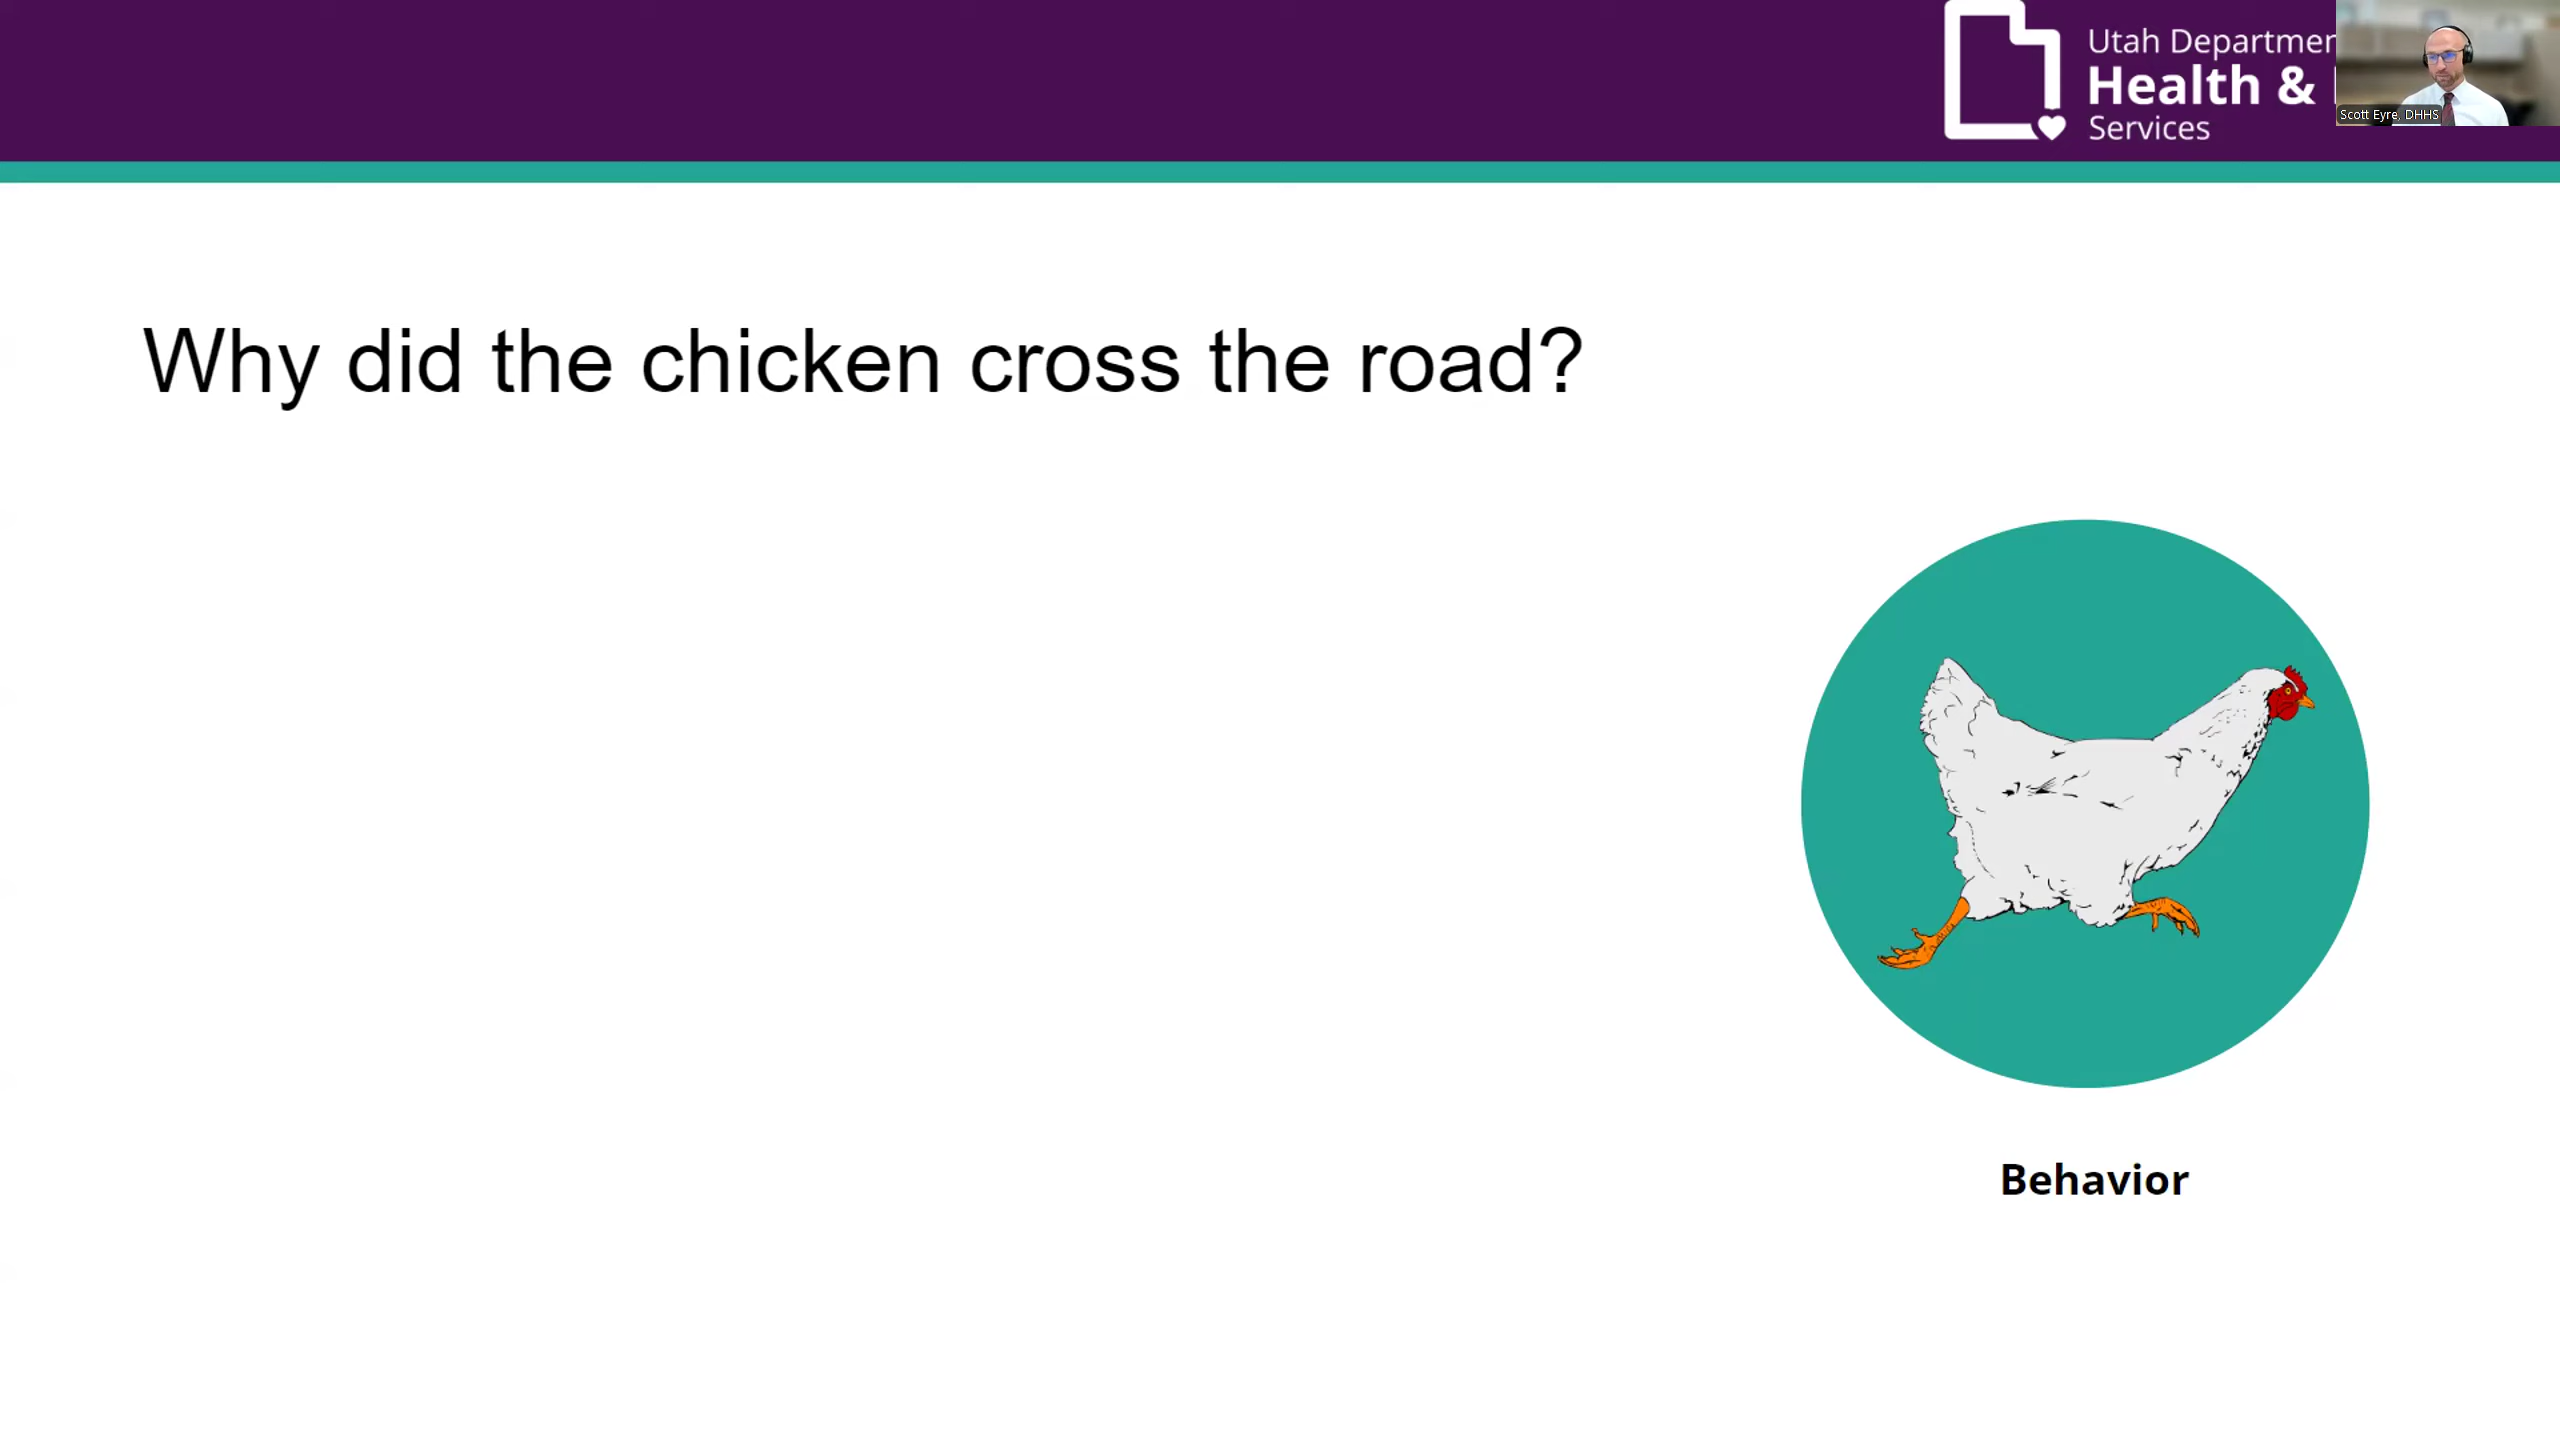 Utah Departmen
Health &
Services
Scott Eyre, DHHS
Why did the chicken cross the road?
Behavior